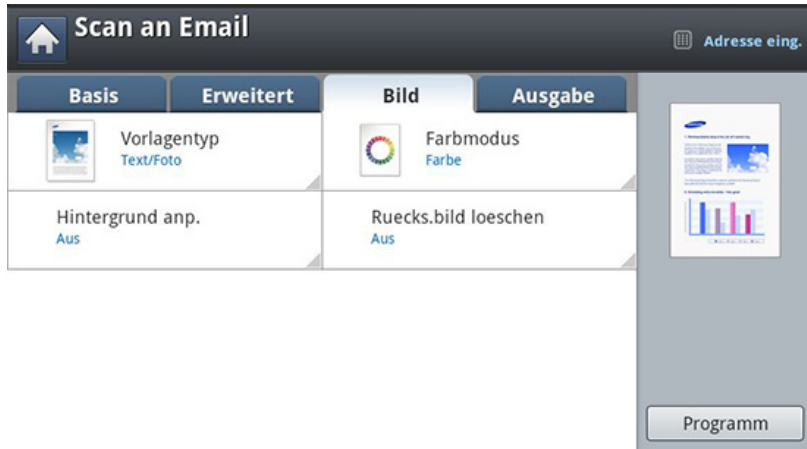 Scan an Email
Adresse eing.
Basis
Erweitert
Bild
Ausgabe
Vorlagentyp
Text/Foto
Farbmodus
Farbe
Hintergrund anp.
Aus
Ruecks.bild loeschen
Aus
Programm